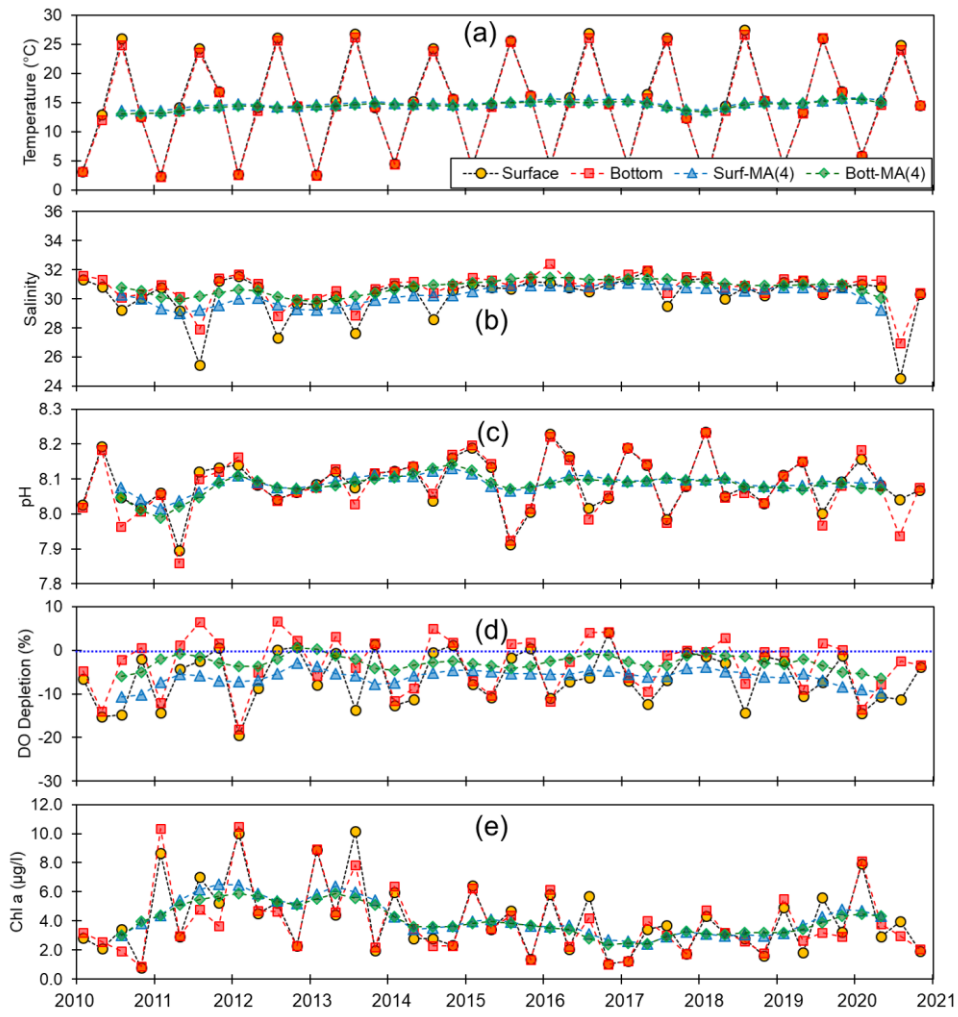 (a)
Temperature (°C)
30
25
20
15
10
5
0
Surface Bottom Surf-MA(4) Bott-MA(4)
(b)
Salinity
36
34
32
30
28
26
24
(c)
pH
8.3
8.2
8.1
8.0
7.9
7.8
(d)
DO Depletion (%)
10
0
-10
-20
-30
(e)
Chl a (µg/l)
12.0
10.0
8.0
6.0
4.0
2.0
0.0
2010 2011 2012 2013 2014 2015 2016 2017 2018 2019 2020 2021